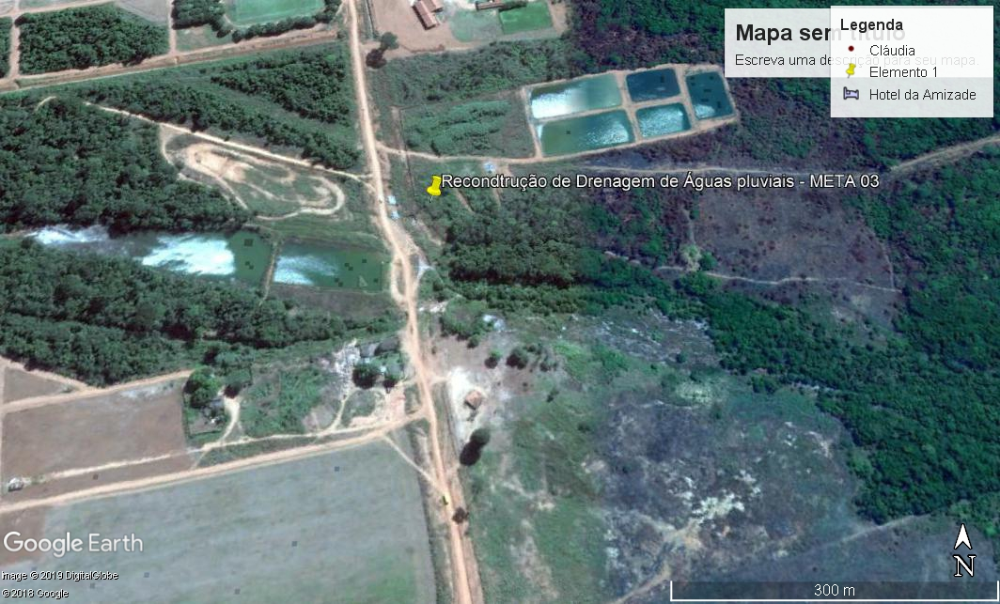 Mapa sem título
Escreva uma descrição para seu mapa.
Legenda
Cláudia
Elemento 1
Hotel da Amizade
Recondtrução de Drenagem de Águas pluviais - META 03
Google Earth
Image © 2013 DigitalGlobe
© 2018 Google
300 m
N